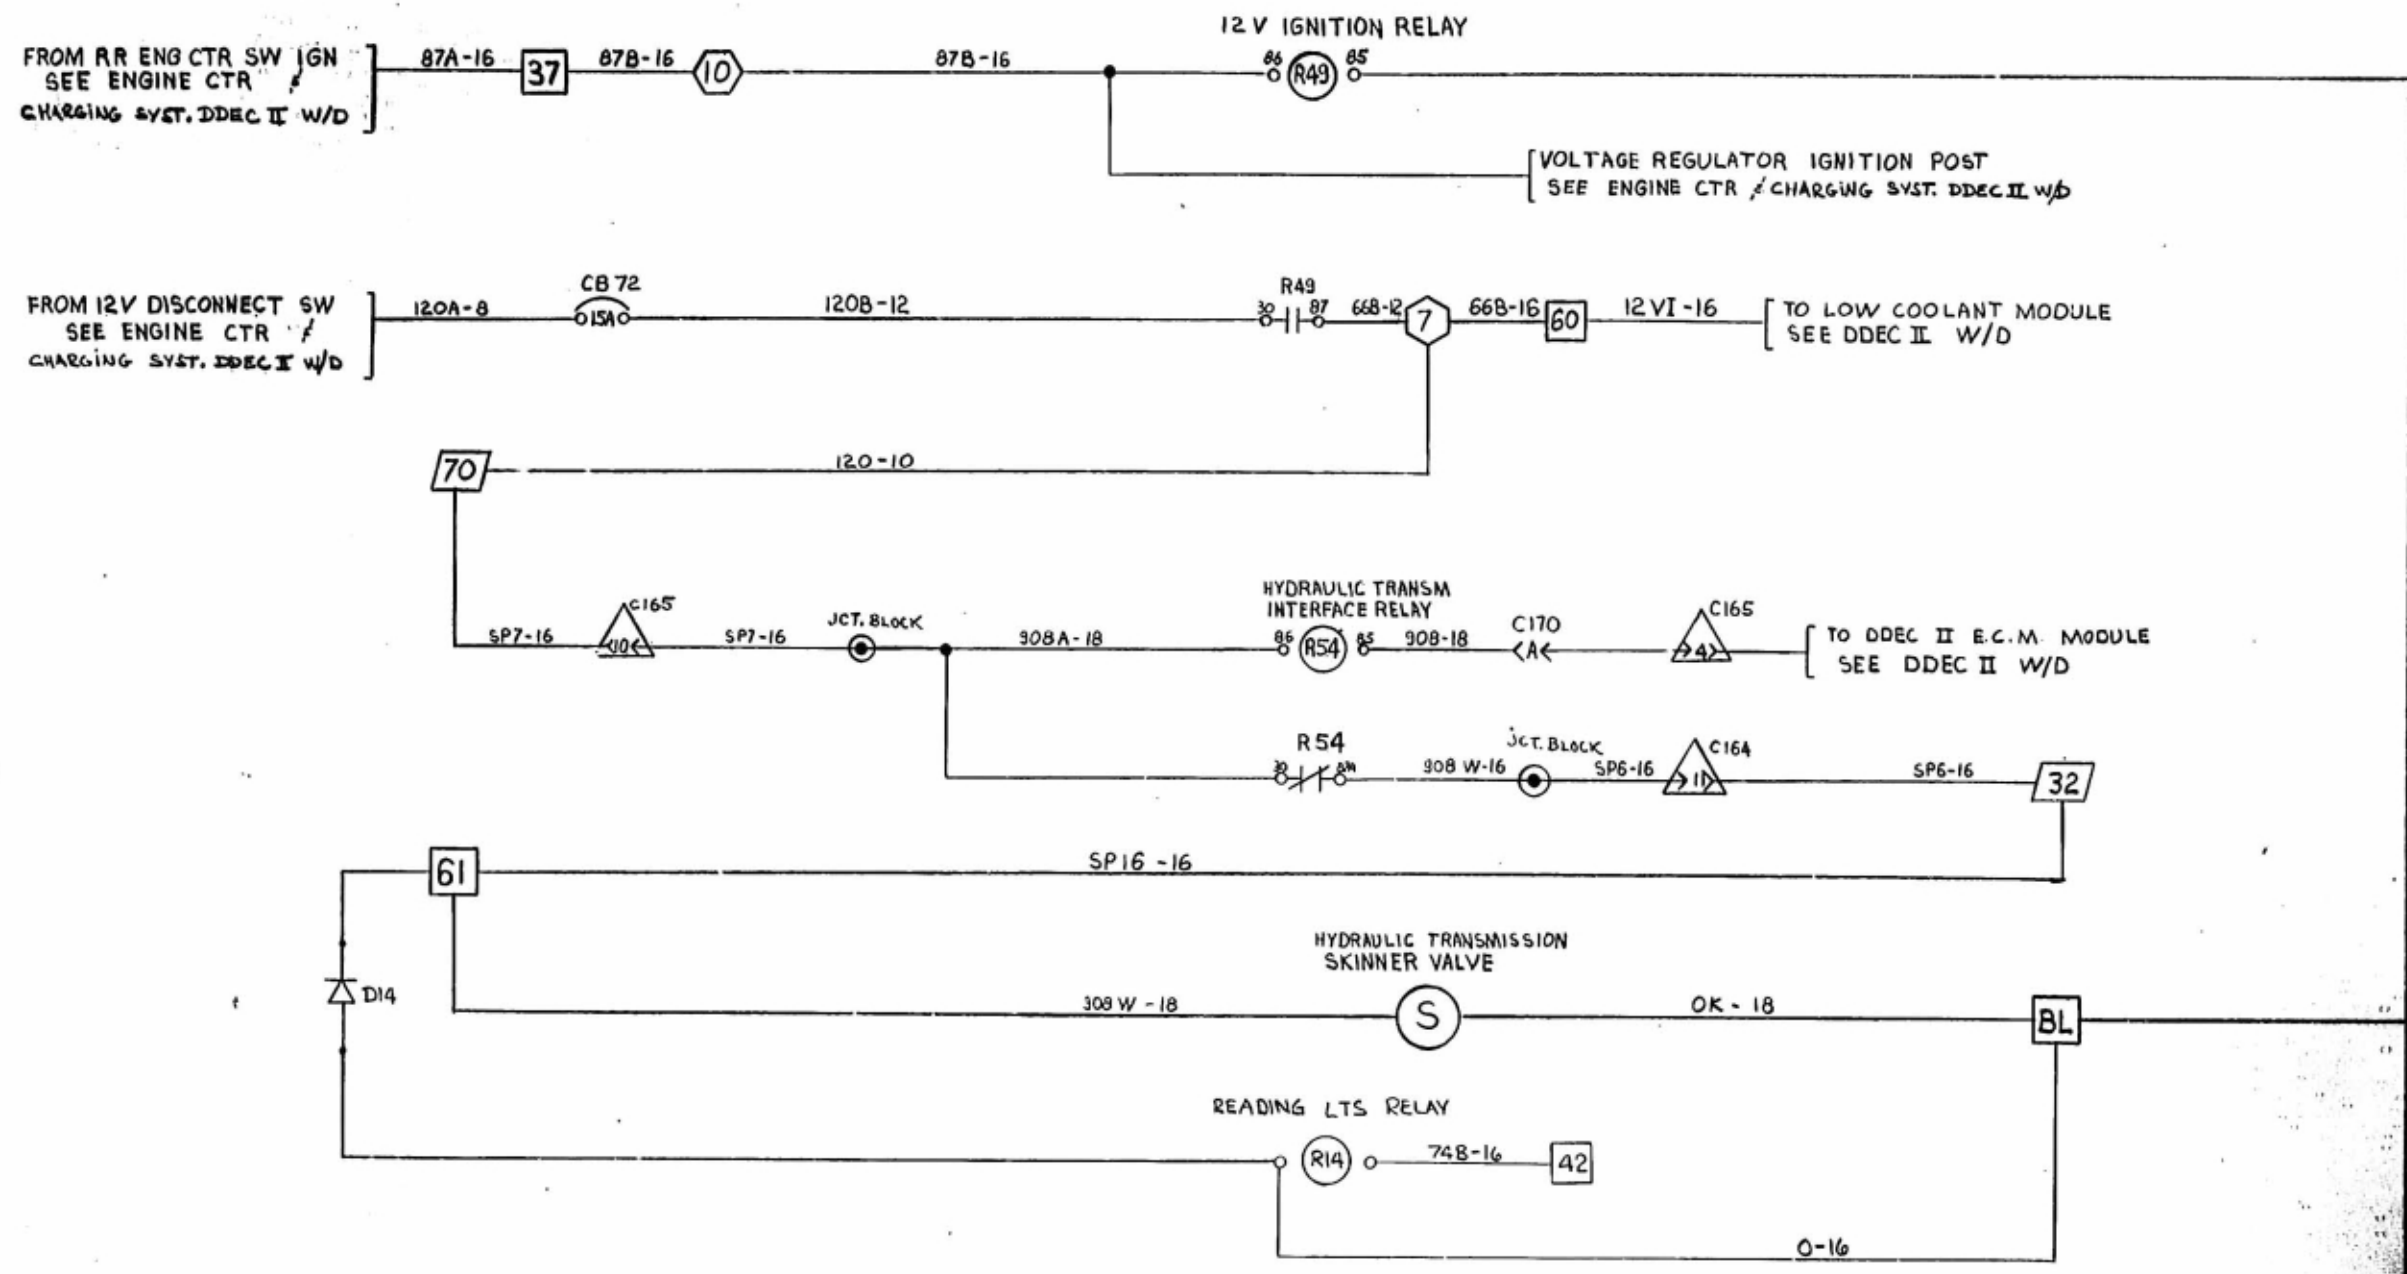 12 V IGNITION RELAY
FROM RR ENG CTR SW IGN
SEE ENGINE CTR &
CHARGING SYST. DDEC II W/D
87A-16
37
87B-16
10
87B-16
86
R49
85
VOLTAGE REGULATOR IGNITION POST
SEE ENGINE CTR & CHARGING SYST. DDEC II W/D
FROM 12V DISCONNECT SW
SEE ENGINE CTR &
CHARGING SYST. DDEC II W/D
120A-8
CB 72
15A
120B-12
R49
30
87
66B-12
7
66B-16
60
12VI-16
TO LOW COOLANT MODULE
SEE DDEC II W/D
70
120-10
SP7-16
C165
10
SP7-16
JCT. BLOCK
908A-18
HYDRAULIC TRANSM
INTERFACE RELAY
86
R54
85
908-18
C170
A
C165
4
TO DDEC II E.C.M. MODULE
SEE DDEC II W/D
R54
30
908 W-16
JCT. BLOCK
SP6-16
C164
SP6-16
32
61
SP16-16
D14
HYDRAULIC TRANSMISSION
SKINNER VALVE
908 W-18
S
OK-18
BL
READING LTS RELAY
R14
74B-16
42
O-16